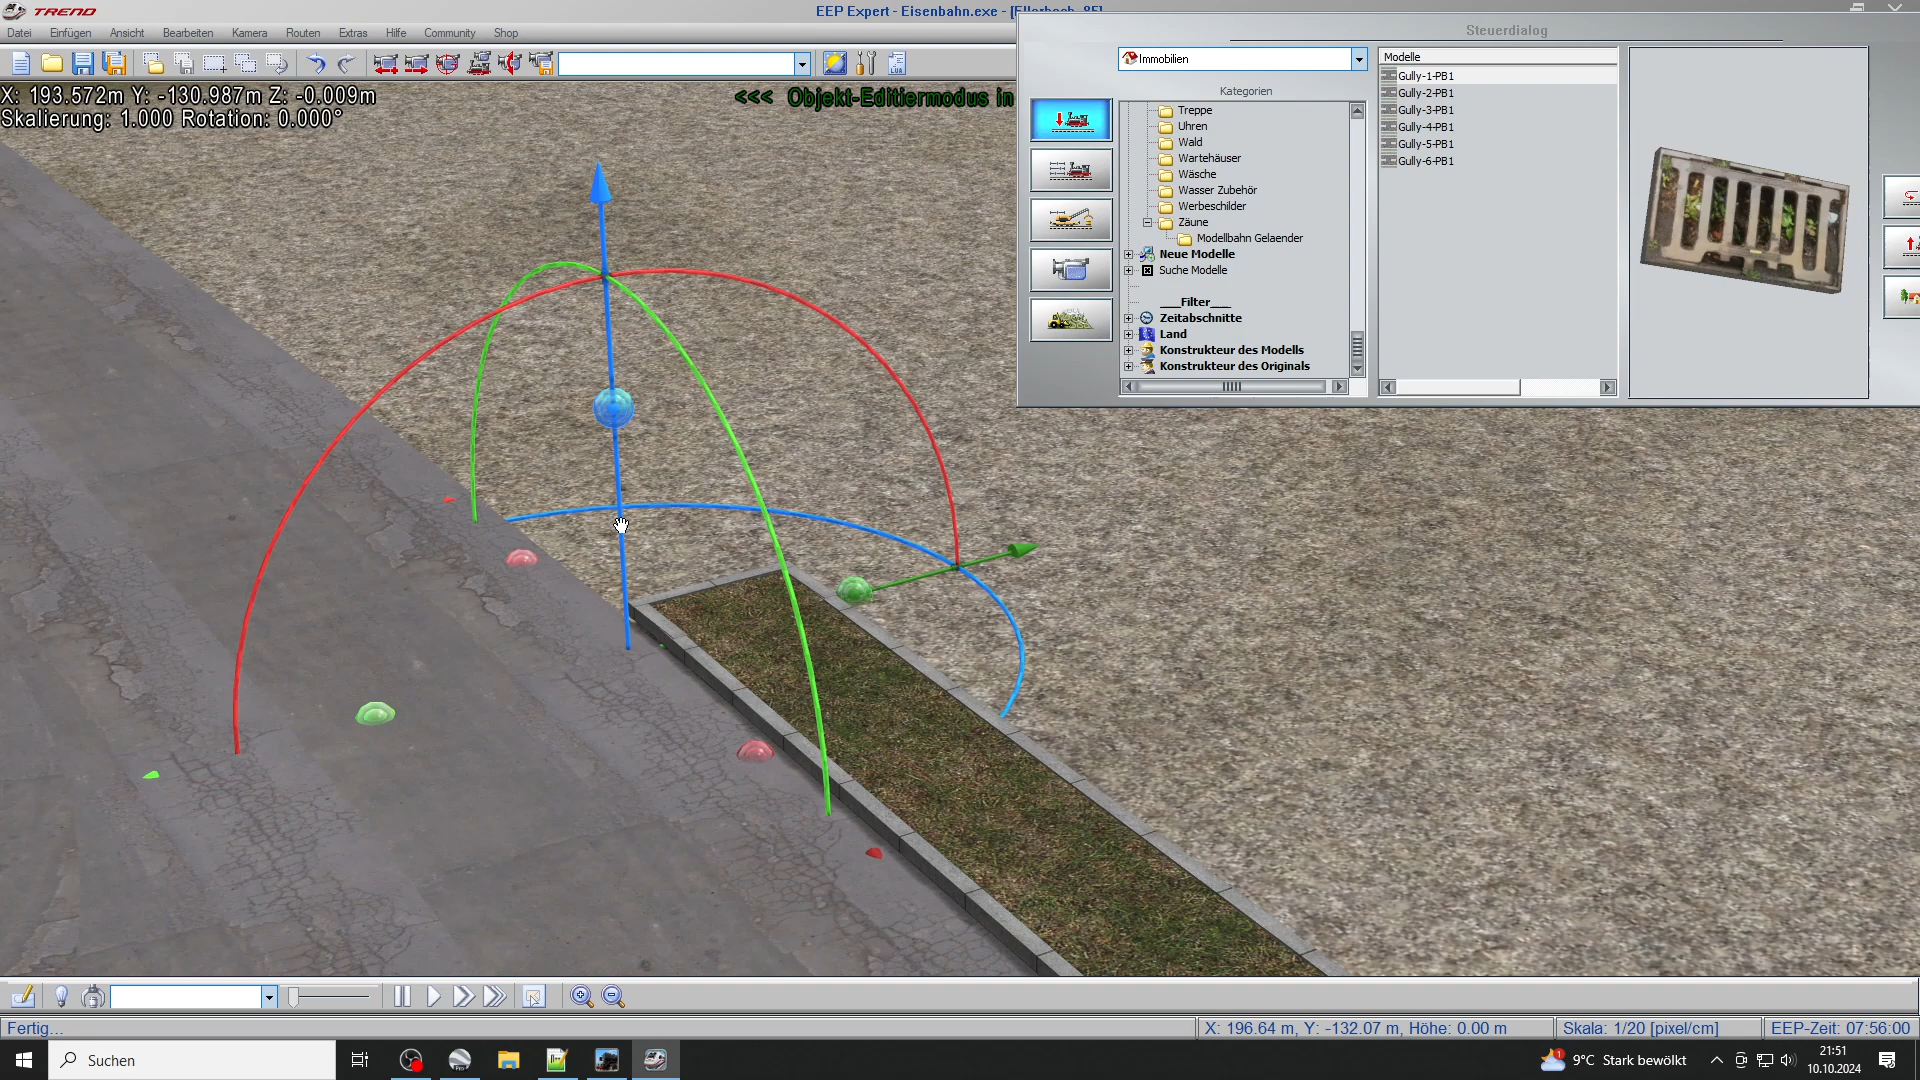 TREND
EEP Expert - Eisenbahn.exe - [Ellerbach_8F]
Datei Einfügen Ansicht Bearbeiten Kamera Routen Extras Hilfe Community Shop
LUA
X: 193.572m Y: -130.987m Z: -0.009m
Skalierung: 1.000 Rotation: 0.000°
<<< Objekt-Editiermodus in
Steuerdialog
Immobilien
Kategorien
Treppe
Uhren
Wald
Wartehäuser
Wäsche
Wasser Zubehör
Werbeschilder
Zäune
Modellbahn Gelaender
Neue Modelle
Suche Modelle
___Filter___
Zeitabschnitte
Land
Konstrukteur des Modells
Konstrukteur des Originals
Modelle
Gully-1-PB1
Gully-2-PB1
Gully-3-PB1
Gully-4-PB1
Gully-5-PB1
Gully-6-PB1
Fertig...
X: 196.64 m, Y: -132.07 m, Höhe: 0.00 m
Skala: 1/20 [pixel/cm]
EEP-Zeit: 07:56:00
Suchen
Pro
1
9°C Stark bewölkt
21:51
10.10.2024